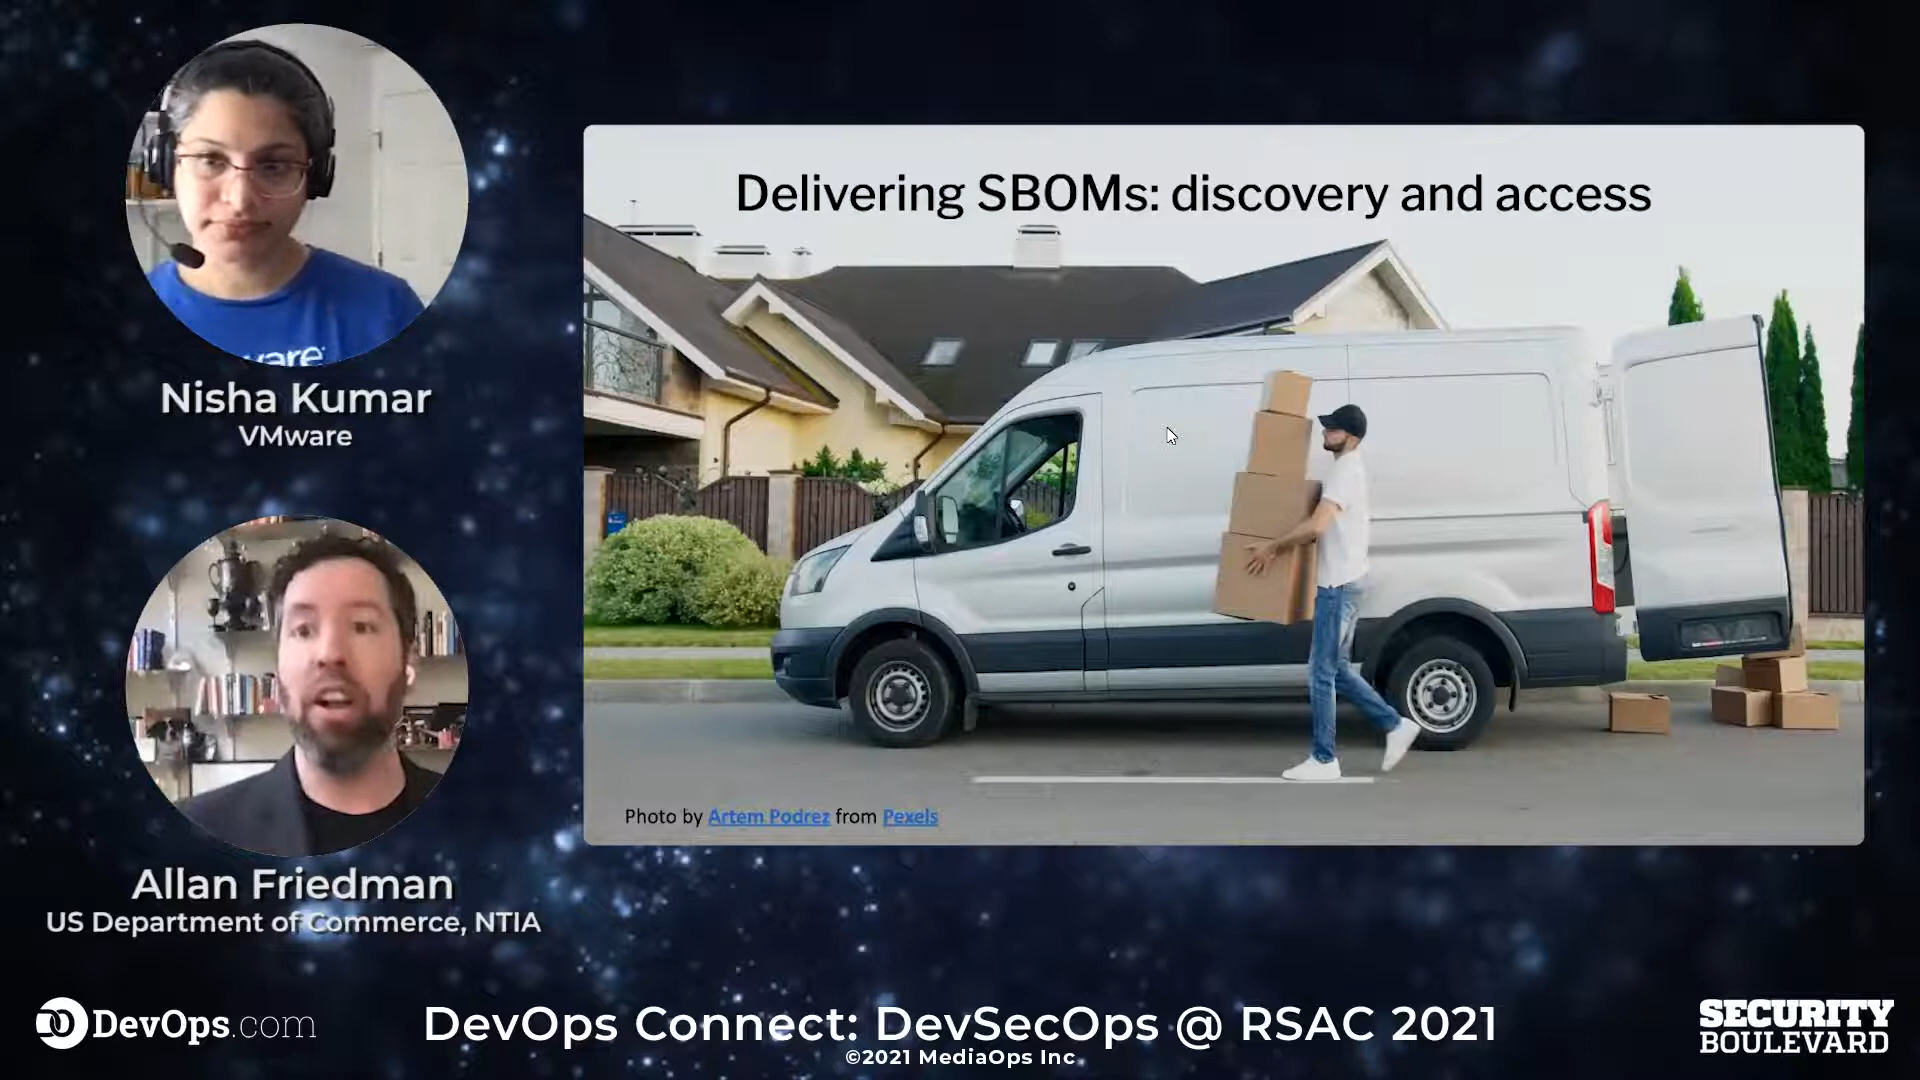 Nisha Kumar
VMware
Allan Friedman
US Department of Commerce, NTIA
Delivering SBOMs: discovery and access
Photo by Artem Podrez from Pexels
DevOps.com
DevOps Connect: DevSecOps @ RSAC 2021
©2021 MediaOps Inc
SECURITY
BOULEVARD